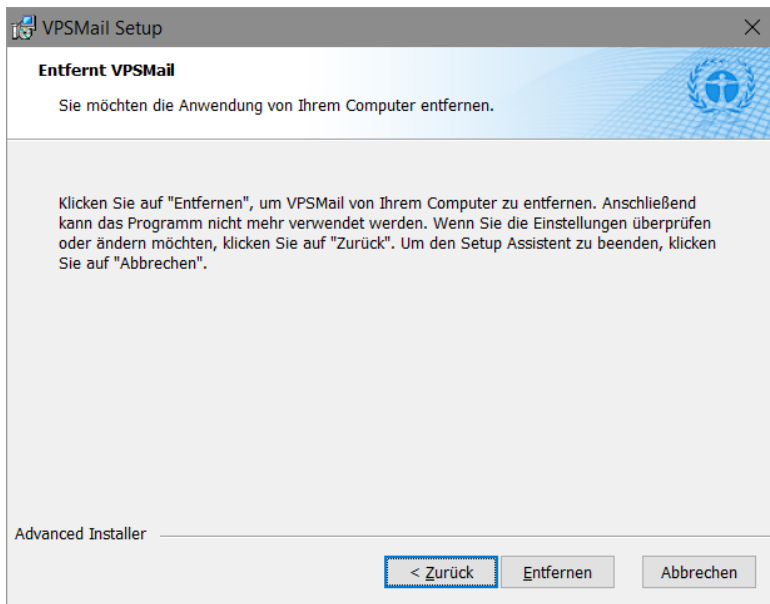 VPSMail Setup
Entfernt VPSMail
Sie möchten die Anwendung von Ihrem Computer entfernen.
Klicken Sie auf "Entfernen", um VPSMail von Ihrem Computer zu entfernen. Anschließend
kann das Programm nicht mehr verwendet werden. Wenn Sie die Einstellungen überprüfen
oder ändern möchten, klicken Sie auf "Zurück". Um den Setup Assistent zu beenden, klicken
Sie auf "Abbrechen".
Advanced Installer
< Zurück
Entfernen
Abbrechen